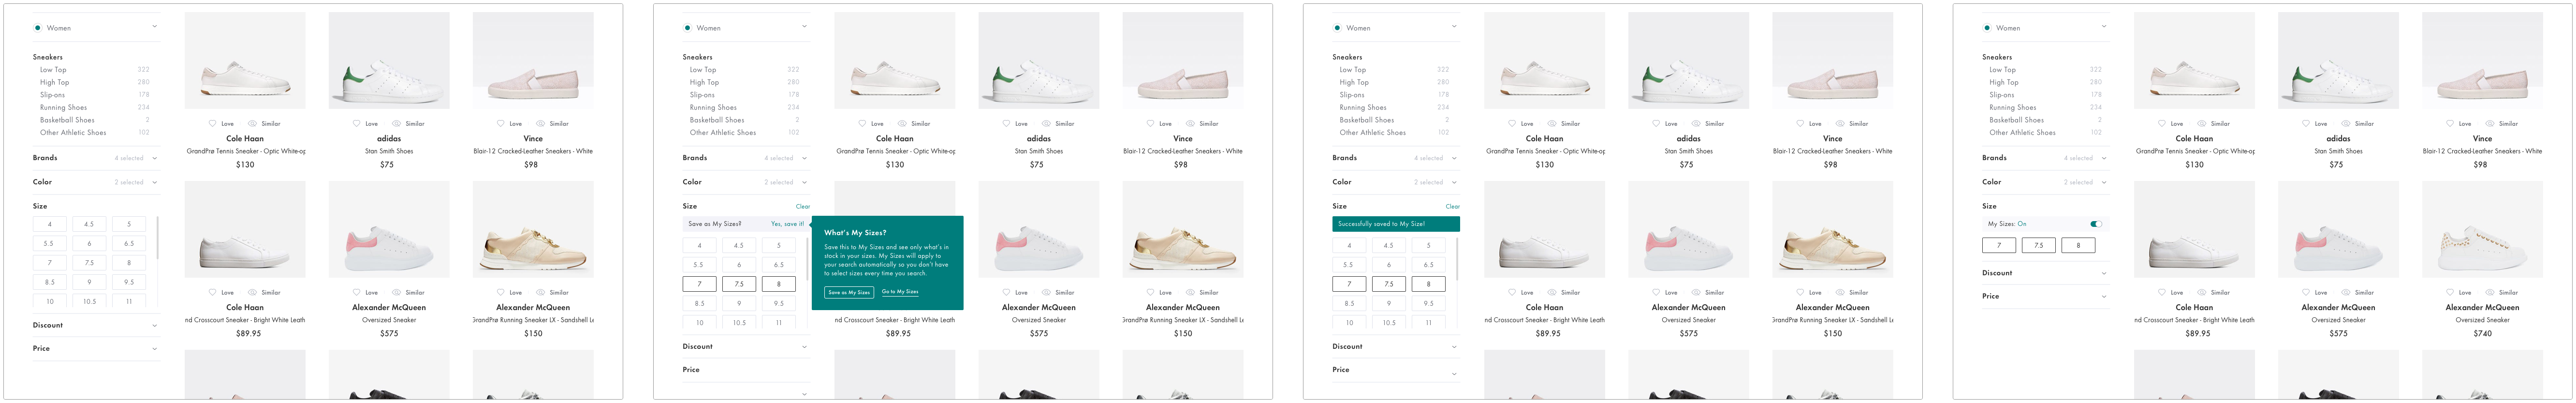 Women
Sneakers
Low Top 322
High Top 280
Slip-ons 178
Running Shoes 234
Basketball Shoes 2
Other Athletic Shoes 102
Brands 4 selected
Color 2 selected
Size
4 4.5 5
5.5 6 6.5
7 7.5 8
8.5 9 9.5
10 10.5 11
Discount
Price
Love Similar
Cole Haan
GrandPrø Tennis Sneaker - Optic White-op
$130
Love Similar
adidas
Stan Smith Shoes
$75
Love Similar
Vince
Blair-12 Cracked-Leather Sneakers - White
$98
Love Similar
Cole Haan
nd Crosscourt Sneaker - Bright White Leath
$89.95
Love Similar
Alexander McQueen
Oversized Sneaker
$575
Love Similar
Alexander McQueen
GrandPrø Running Sneaker LX - Sandshell Le
$150
Women
Sneakers
Low Top 322
High Top 280
Slip-ons 178
Running Shoes 234
Basketball Shoes 2
Other Athletic Shoes 102
Brands 4 selected
Color 2 selected
Size Clear
Save as My Sizes? Yes, save it!
4 4.5 5
5.5 6 6.5
7 7.5 8
8.5 9 9.5
10 10.5 11
Discount
Price
What's My Sizes?
Save this to My Sizes and see only what's in
stock in your sizes. My Sizes will apply to
your search automatically so you don't have
to select sizes every time you search.
Save as My Sizes Go to My Sizes
Love Similar
Cole Haan
GrandPrø Tennis Sneaker - Optic White-op
$130
Love Similar
adidas
Stan Smith Shoes
$75
Love Similar
Vince
Blair-12 Cracked-Leather Sneakers - White
$98
nd Crosscourt Sneaker - Bright White Leath
$89.95
Love Similar
Alexander McQueen
Oversized Sneaker
$575
Love Similar
Alexander McQueen
GrandPrø Running Sneaker LX - Sandshell Le
$150
Women
Sneakers
Low Top 322
High Top 280
Slip-ons 178
Running Shoes 234
Basketball Shoes 2
Other Athletic Shoes 102
Brands 4 selected
Color 2 selected
Size Clear
Successfully saved to My Size!
4 4.5 5
5.5 6 6.5
7 7.5 8
8.5 9 9.5
10 10.5 11
Discount
Price
Love Similar
Cole Haan
GrandPrø Tennis Sneaker - Optic White-op
$130
Love Similar
adidas
Stan Smith Shoes
$75
Love Similar
Vince
Blair-12 Cracked-Leather Sneakers - White
$98
Love Similar
Cole Haan
nd Crosscourt Sneaker - Bright White Leath
$89.95
Love Similar
Alexander McQueen
Oversized Sneaker
$575
Love Similar
Alexander McQueen
GrandPrø Running Sneaker LX - Sandshell Le
$150
Women
Sneakers
Low Top 322
High Top 280
Slip-ons 178
Running Shoes 234
Basketball Shoes 2
Other Athletic Shoes 102
Brands 4 selected
Color 2 selected
Size
My Sizes: On
7 7.5 8
Discount
Price
Love Similar
Cole Haan
GrandPrø Tennis Sneaker - Optic White-op
$130
Love Similar
adidas
Stan Smith Shoes
$75
Love Similar
Vince
Blair-12 Cracked-Leather Sneakers - White
$98
Love Similar
Cole Haan
nd Crosscourt Sneaker - Bright White Leath
$89.95
Love Similar
Alexander McQueen
Oversized Sneaker
$575
Love Similar
Alexander McQueen
Oversized Sneaker
$740